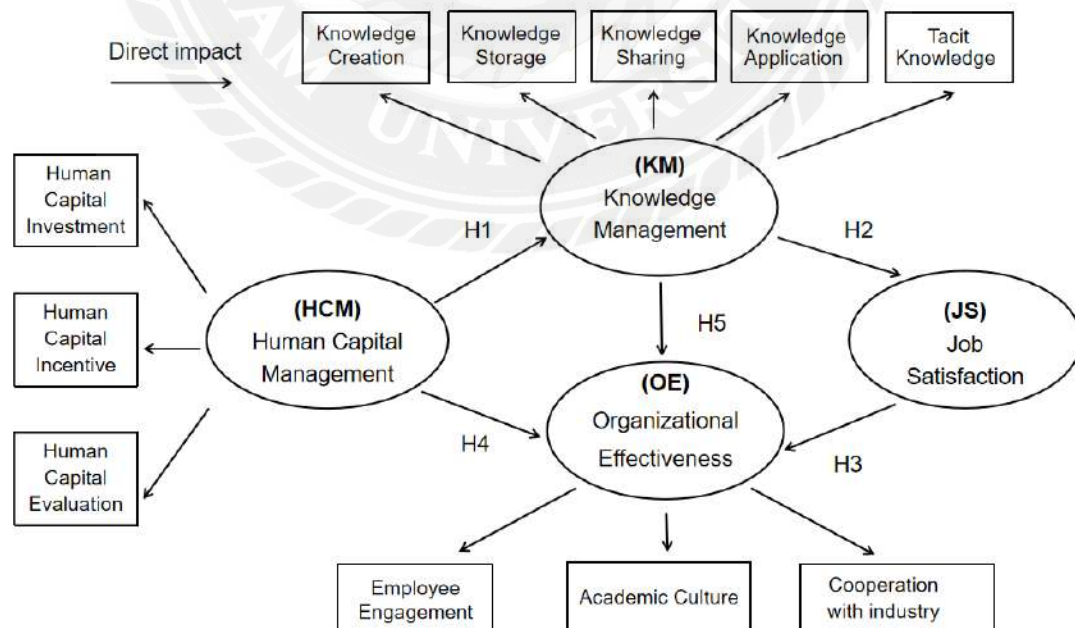 Direct impact
Knowledge
Creation
Knowledge
Storage
Knowledge
Sharing
Knowledge
Application
Tacit
Knowledge
UNIVERS
Human
Capital
Investment
(KM)
Knowledge
Management
H1
H2
Human
Capital
Incentive
(HCM)
Human Capital
Management
H5
(JS)
Job
Satisfaction
(OE)
Organizational
Effectiveness
H4
H3
Human
Capital
Evaluation
Employee
Engagement
Academic Culture
Cooperation
with industry